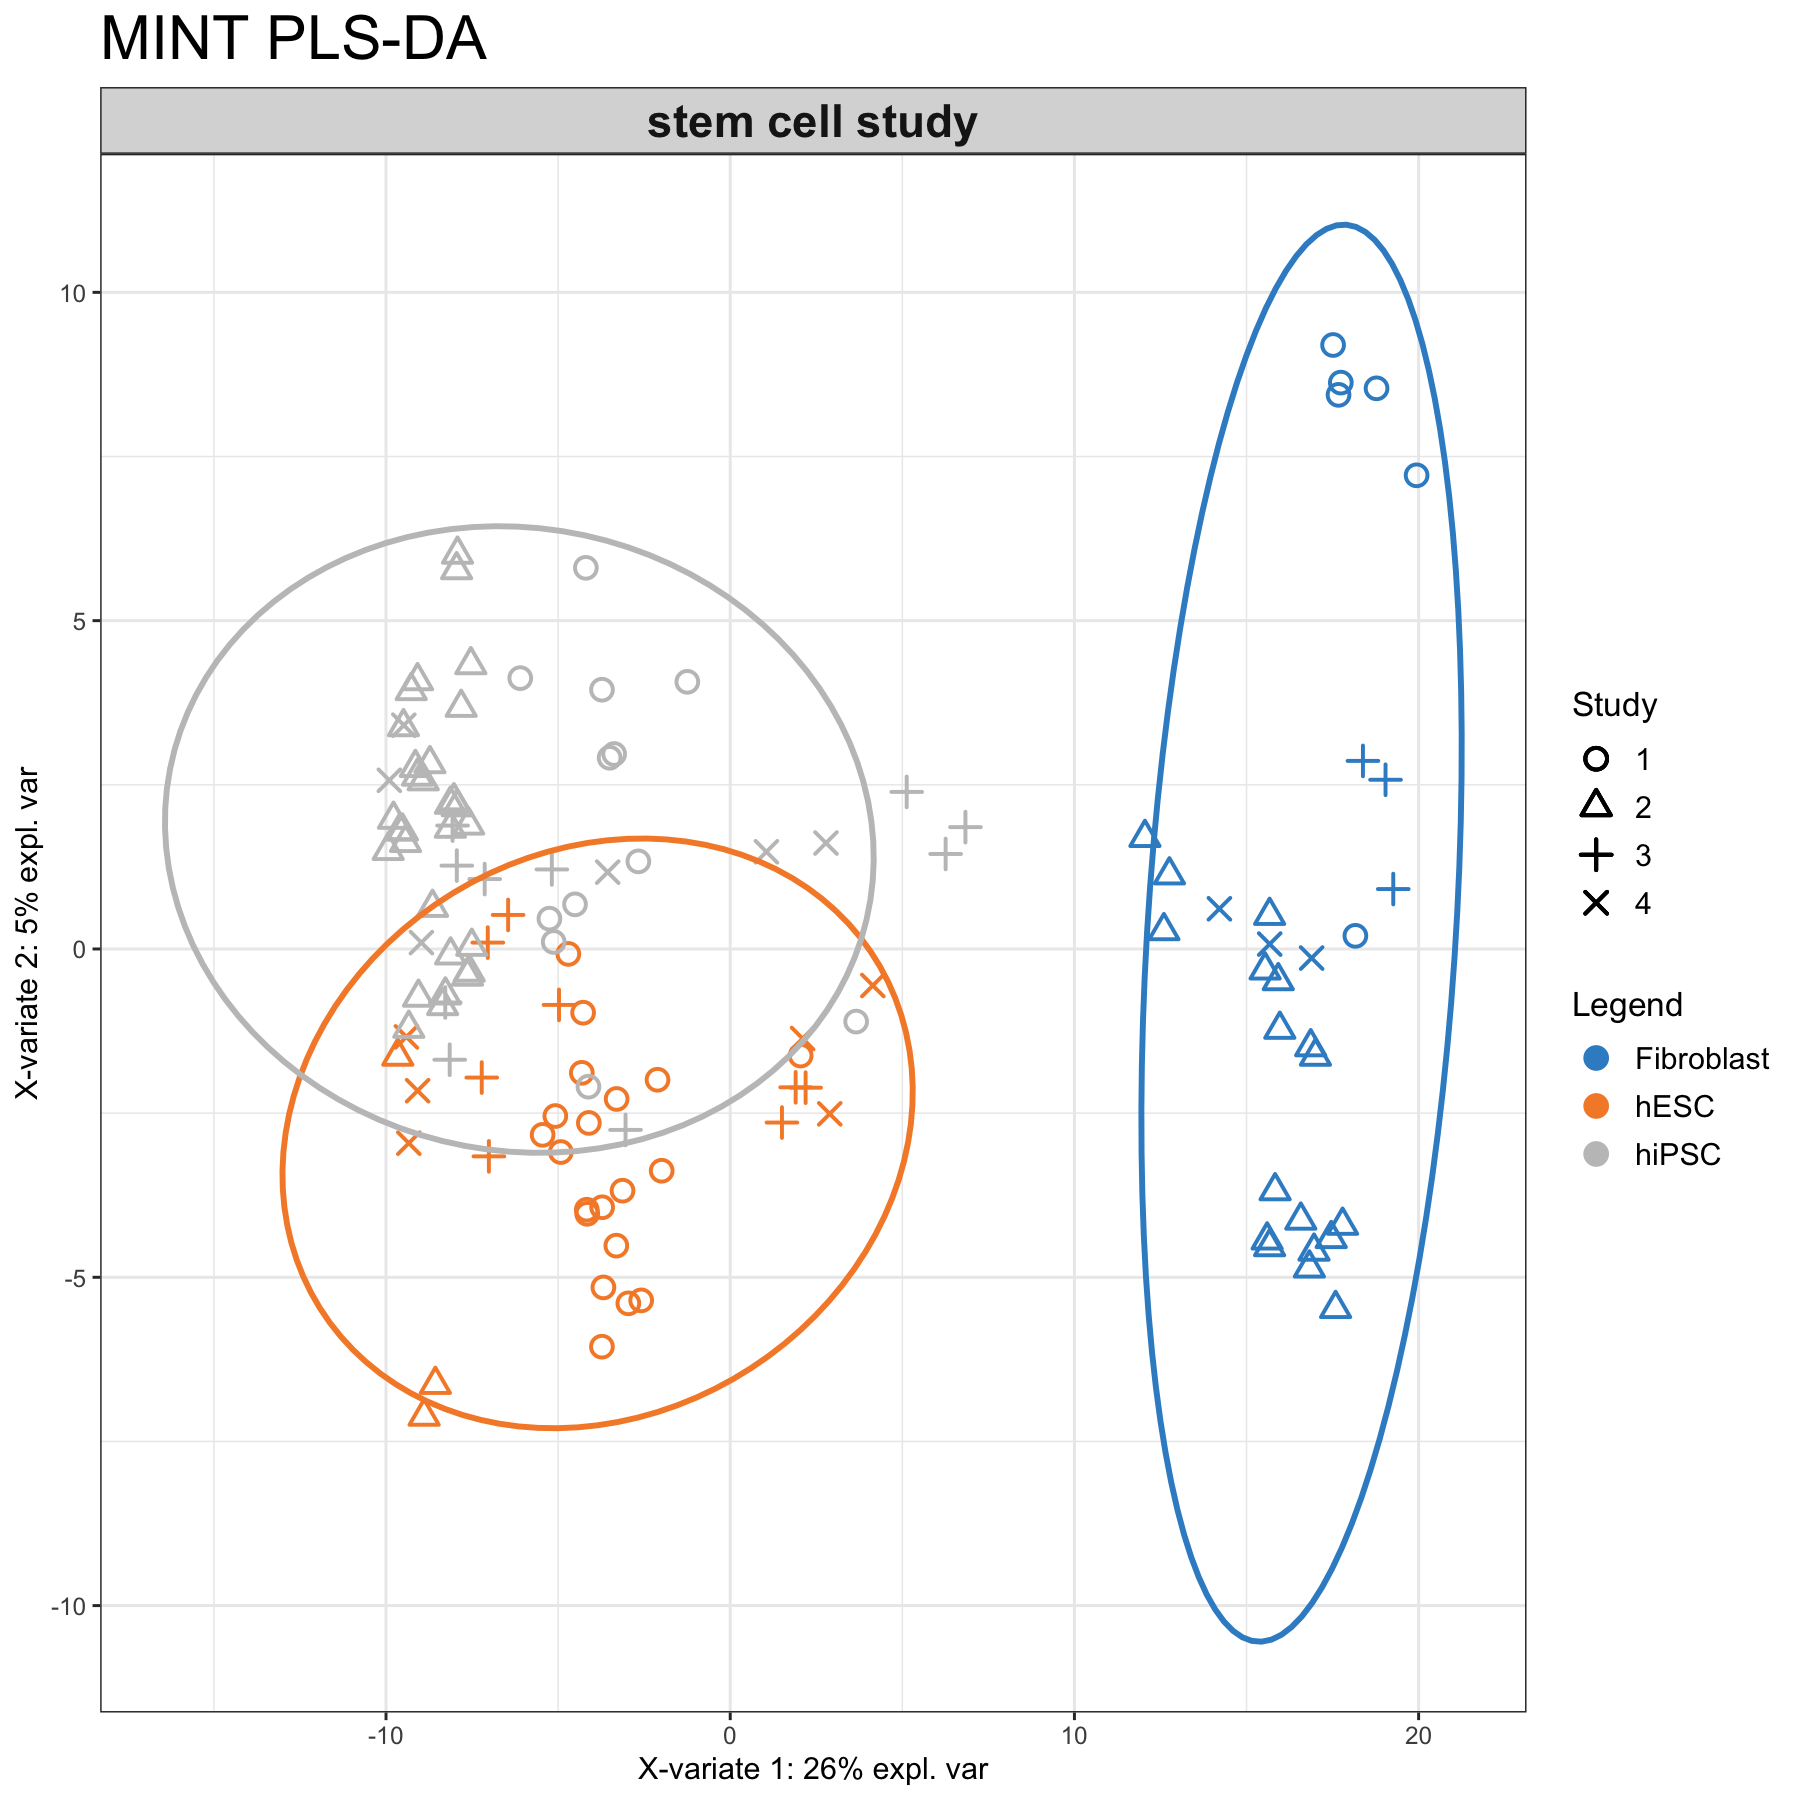 MINT PLS-DA
stem cell study
10
5
0
-5
-10
X-variate 2: 5% expl. var
-10
0
10
20
X-variate 1: 26% expl. var
Study
1
2
3
4
Legend
Fibroblast
hESC
hiPSC